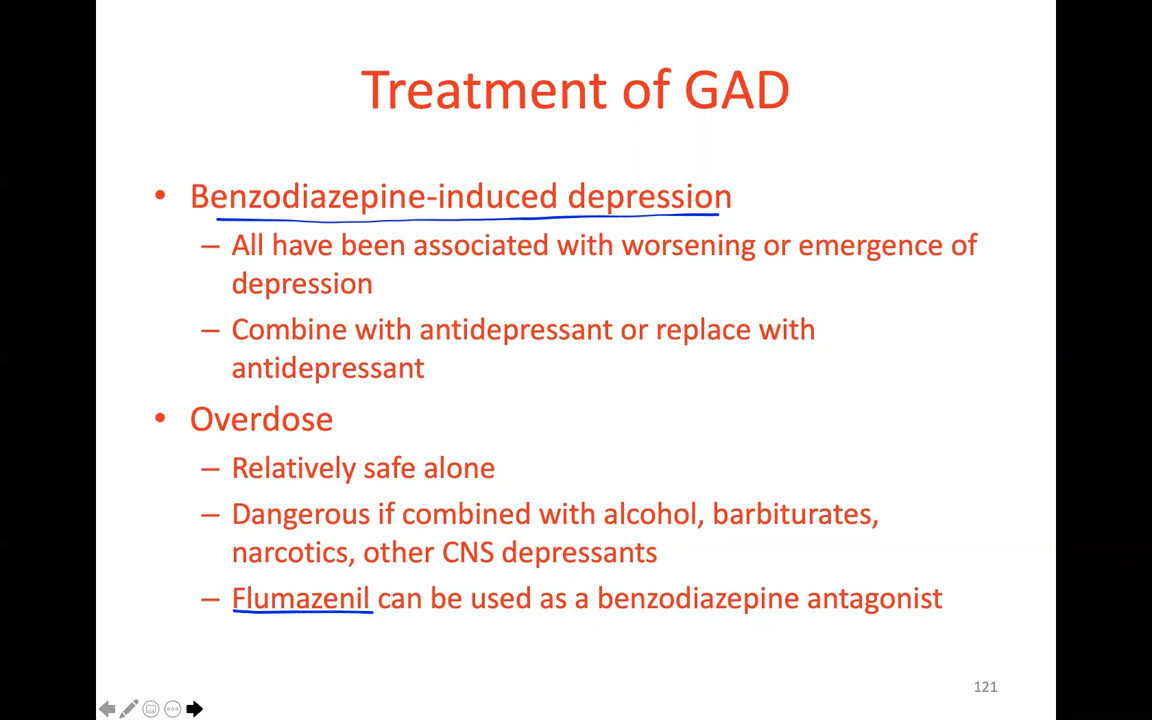 Treatment of GAD
• Benzodiazepine-induced depression
– All have been associated with worsening or emergence of
depression
– Combine with antidepressant or replace with
antidepressant
• Overdose
– Relatively safe alone
– Dangerous if combined with alcohol, barbiturates,
narcotics, other CNS depressants
– Flumazenil can be used as a benzodiazepine antagonist
121